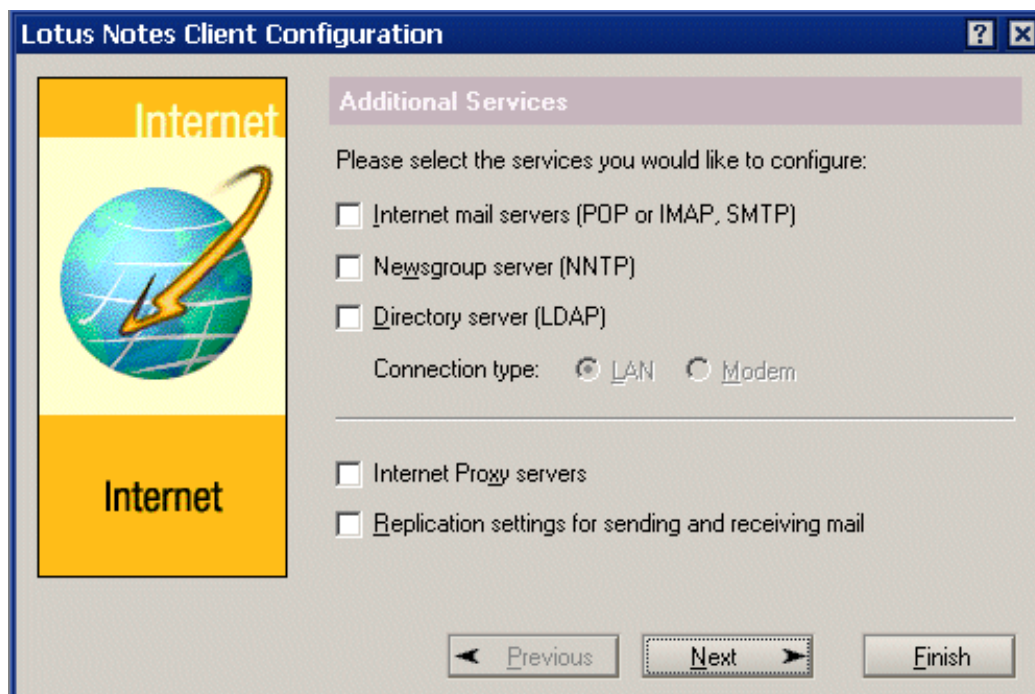 Lotus Notes Client Configuration
Internet
Internet
Additional Services
Please select the services you would like to configure:
Internet mail servers (POP or IMAP, SMTP)
Newsgroup server (NNTP)
Directory server (LDAP)
Connection type: LAN Modem
Internet Proxy servers
Replication settings for sending and receiving mail
Previous Next Finish